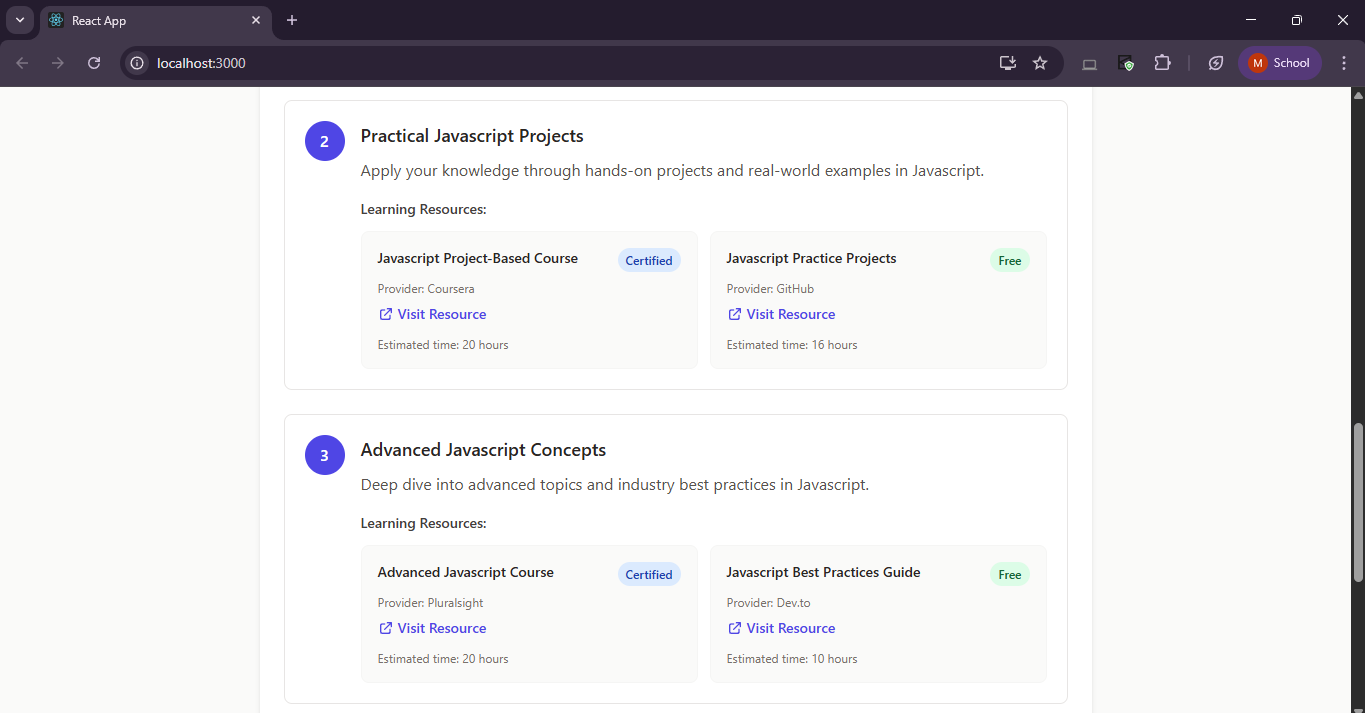 React App
localhost:3000
M School
2 Practical Javascript Projects
Apply your knowledge through hands-on projects and real-world examples in Javascript.
Learning Resources:
Javascript Project-Based Course Certified
Provider: Coursera
Visit Resource
Estimated time: 20 hours
Javascript Practice Projects Free
Provider: GitHub
Visit Resource
Estimated time: 16 hours
3 Advanced Javascript Concepts
Deep dive into advanced topics and industry best practices in Javascript.
Learning Resources:
Advanced Javascript Course Certified
Provider: Pluralsight
Visit Resource
Estimated time: 20 hours
Javascript Best Practices Guide Free
Provider: Dev.to
Visit Resource
Estimated time: 10 hours